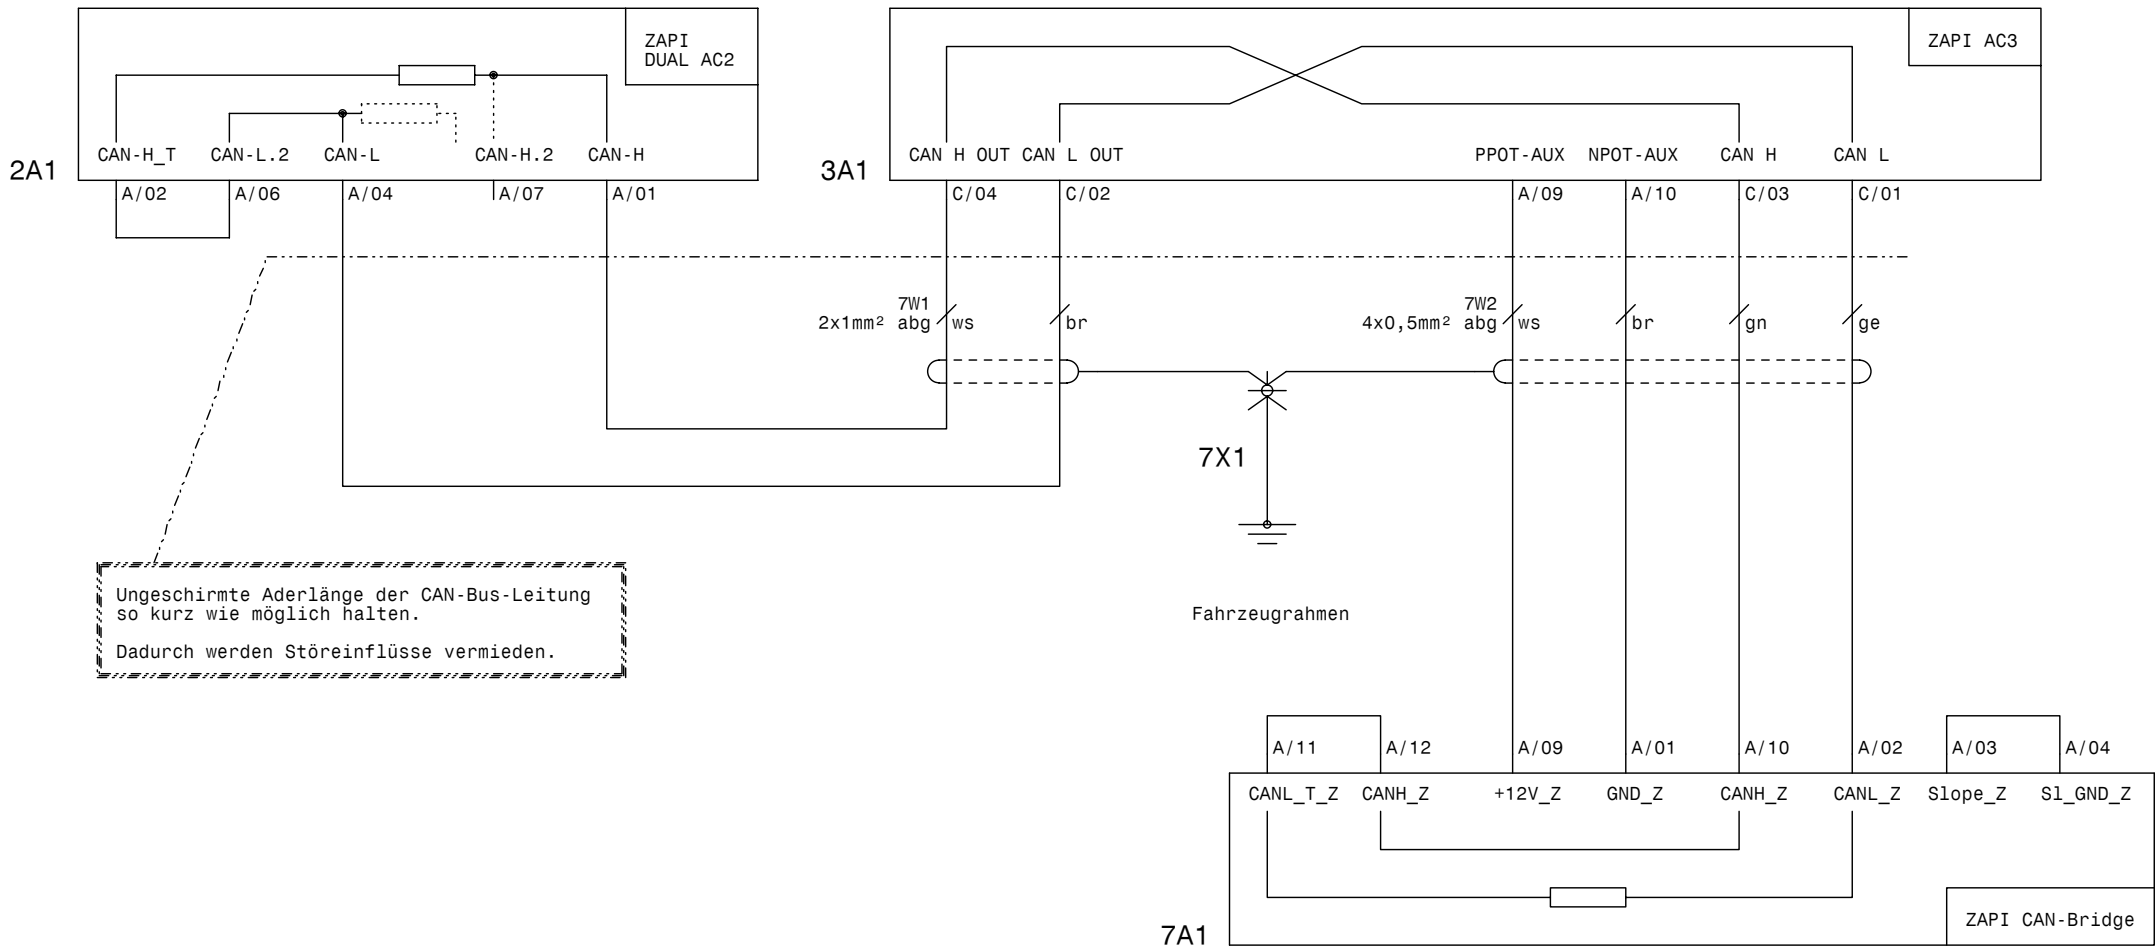 ZAPI
DUAL AC2
ZAPI AC3
CAN-H_T CAN-L.2 CAN-L CAN-H.2 CAN-H
CAN H OUT CAN L OUT PPOT-AUX NPOT-AUX CAN H CAN L
2A1
3A1
A/02 A/06 A/04 A/07 A/01
C/04 C/02 A/09 A/10 C/03 C/01
7W1
2x1mm² abg ws br
7W2
4x0,5mm² abg ws br gn ge
7X1
Ungeschirmte Aderlänge der CAN-Bus-Leitung
so kurz wie möglich halten.
Dadurch werden Störeinflüsse vermieden.
Fahrzeugrahmen
A/11 A/12 A/09 A/01 A/10 A/02 A/03 A/04
CANL_T_Z CANH_Z +12V_Z GND_Z CANH_Z CANL_Z Slope_Z Sl_GND_Z
ZAPI CAN-Bridge
7A1